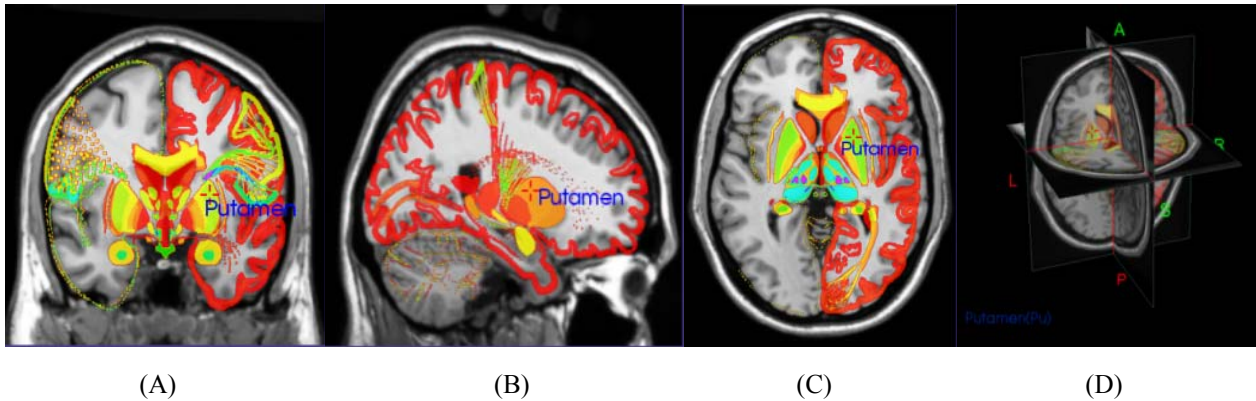 Putamen
Putamen
Putamen
A
R
L
S
P
Putamen(Pu)
(A)
(B)
(C)
(D)